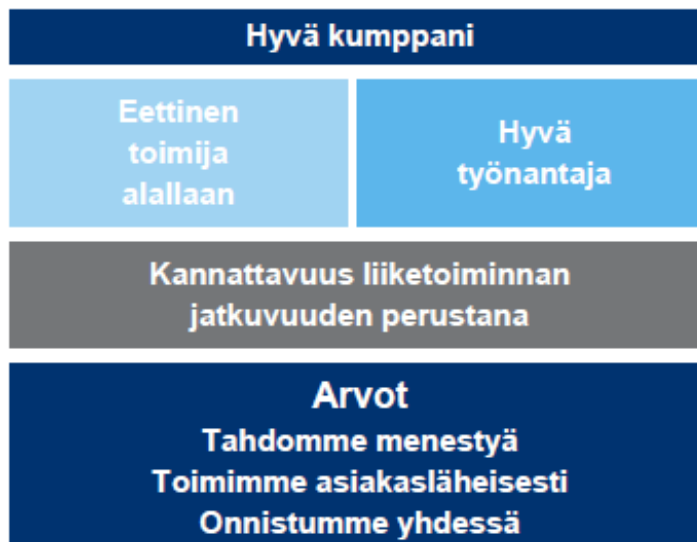 Hyvä kumppani
Eettinen
toimija
alallaan
Hyvä
työnantaja
Kannattavuus liiketoiminnan
jatkuvuuden perustana
Arvot
Tahdomme menestyä
Toimimme asiakasläheisesti
Onnistumme yhdessä